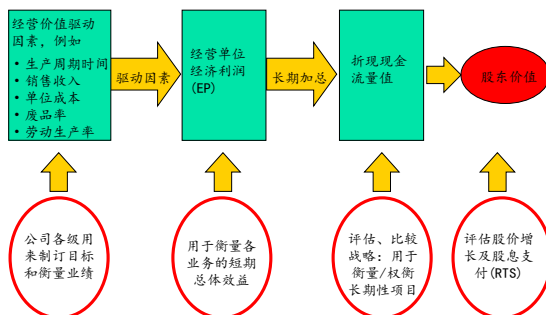 经营价值驱动
因素，例如
• 生产周期时间
• 销售收入
• 单位成本
• 废品率
• 劳动生产率
驱动因素
经营单位
经济利润
(EP)
长期加总
折现现金
流量值
股东价值
公司各级用
来制订目标
和衡量业绩
用于衡量各
业务的短期
总体效益
评估、比较
战略：用于
衡量/权衡
长期性项目
评估股价增
长及股息支
付(RTS)